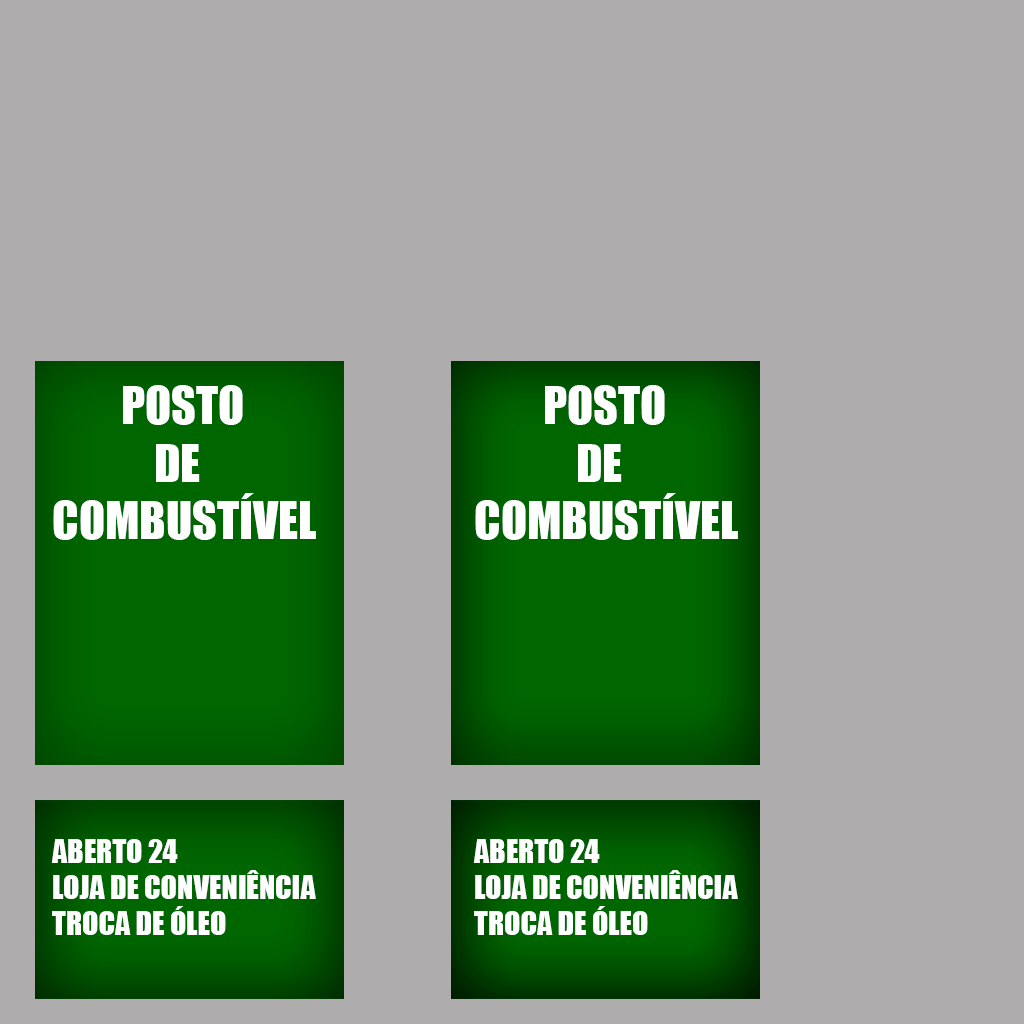 POSTO
DE
COMBUSTÍVEL
POSTO
DE
COMBUSTÍVEL
ABERTO 24
LOJA DE CONVENIÊNCIA
TROCA DE ÓLEO
ABERTO 24
LOJA DE CONVENIÊNCIA
TROCA DE ÓLEO